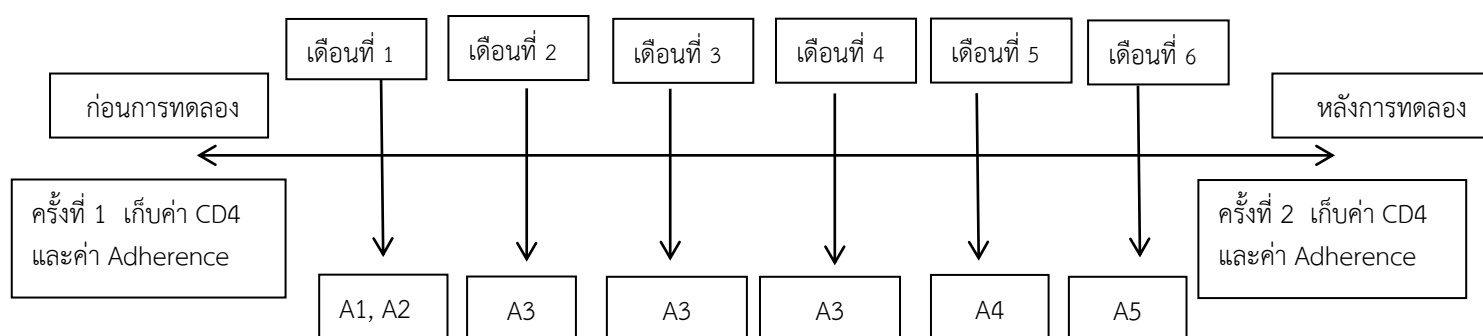 เดือนที่ 1
เดือนที่ 2
เดือนที่ 3
เดือนที่ 4
เดือนที่ 5
เดือนที่ 6
ก่อนการทดลอง
หลังการทดลอง
ครั้งที่ 1 เก็บค่า CD4
และค่า Adherence
ครั้งที่ 2 เก็บค่า CD4
และค่า Adherence
A1, A2
A3
A3
A3
A4
A5